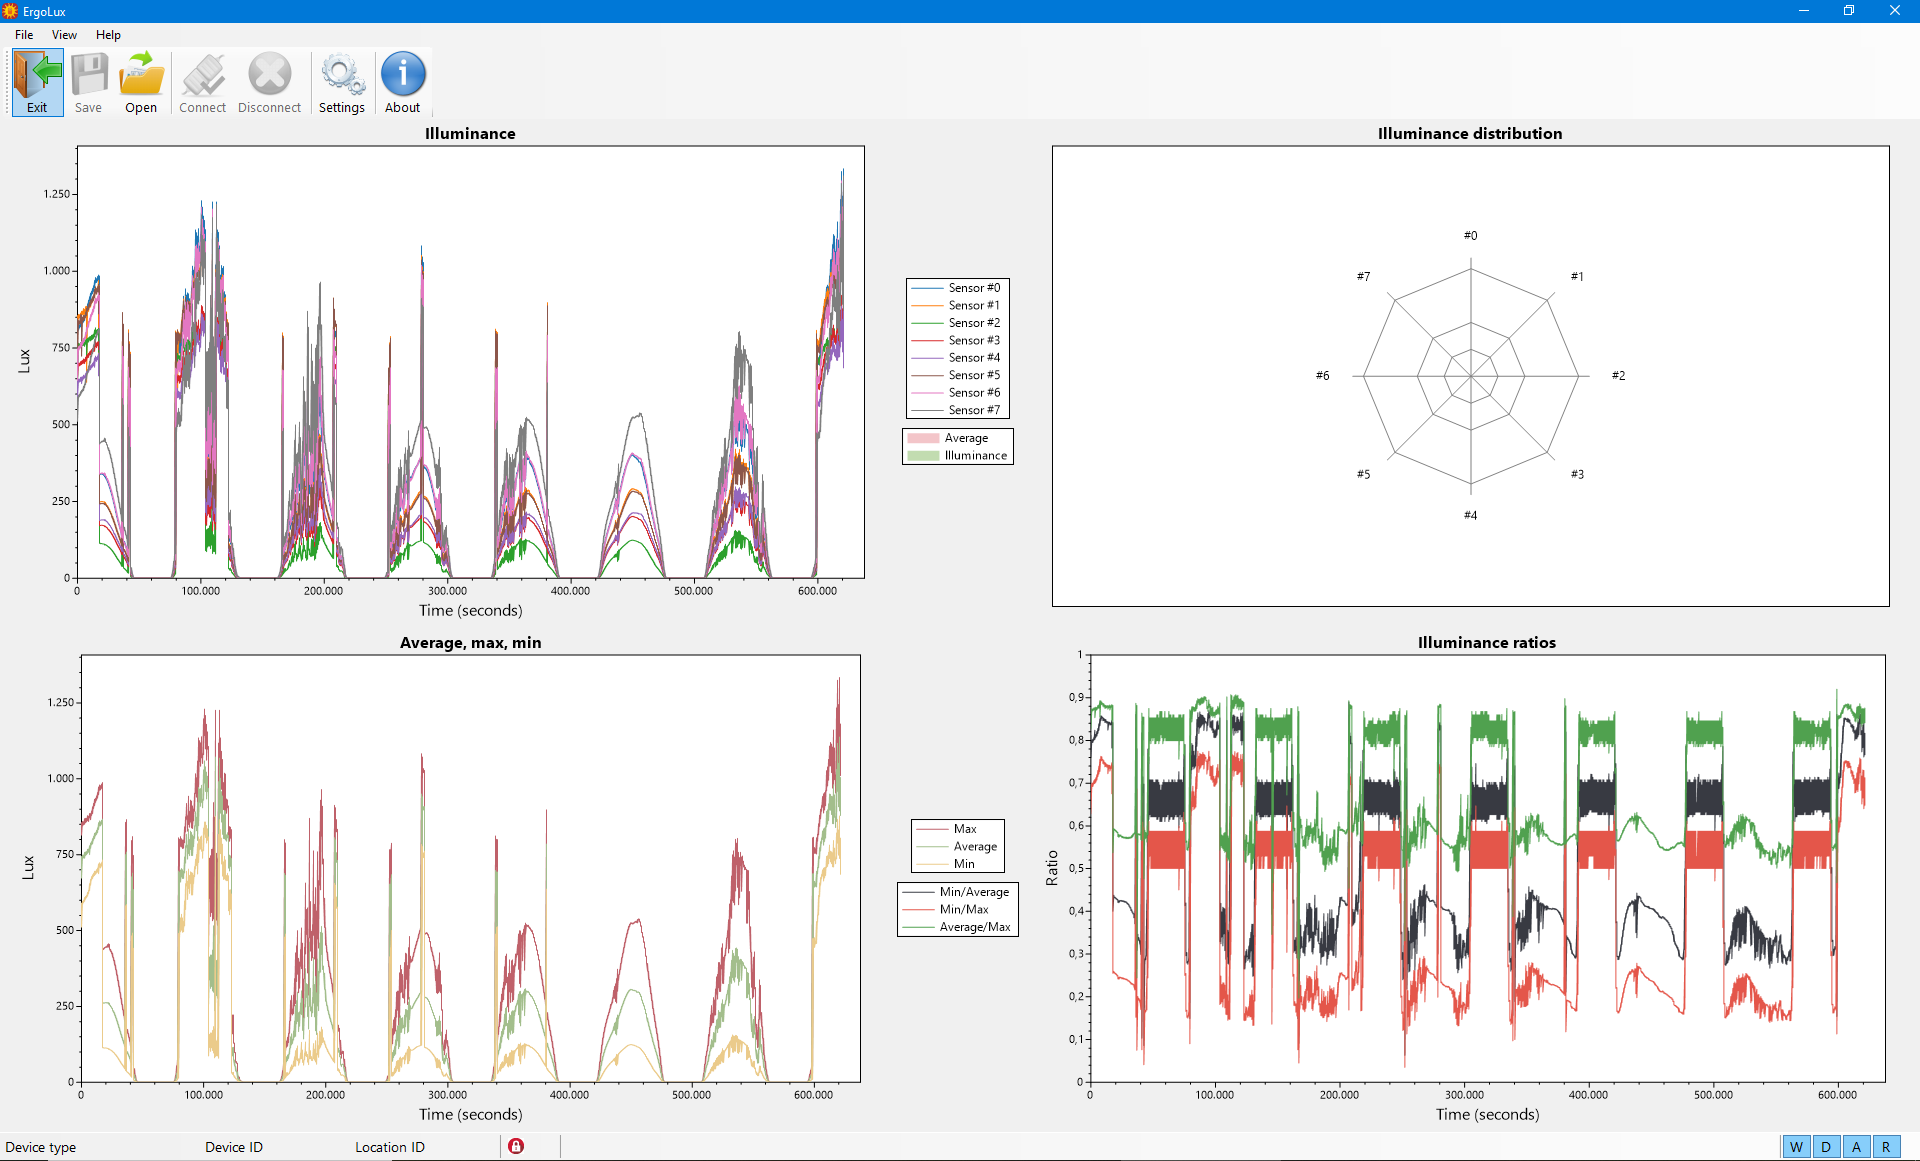 ErgoLux
File View Help
Exit Save Open Connect Disconnect Settings About
Illuminance
Lux
1.250
1.000
750
500
250
0
0 100.000 200.000 300.000 400.000 500.000 600.000
Time (seconds)
Sensor #0
Sensor #1
Sensor #2
Sensor #3
Sensor #4
Sensor #5
Sensor #6
Sensor #7
Average
Illuminance
Illuminance distribution
#0
#7 #1
#6 #2
#5 #3
#4
Average, max, min
Lux
1.250
1.000
750
500
250
0
0 100.000 200.000 300.000 400.000 500.000 600.000
Time (seconds)
Max
Average
Min
Min/Average
Min/Max
Average/Max
Illuminance ratios
Ratio
1
0,9
0,8
0,7
0,6
0,5
0,4
0,3
0,2
0,1
0
0 100.000 200.000 300.000 400.000 500.000 600.000
Time (seconds)
Device type Device ID Location ID W D A R